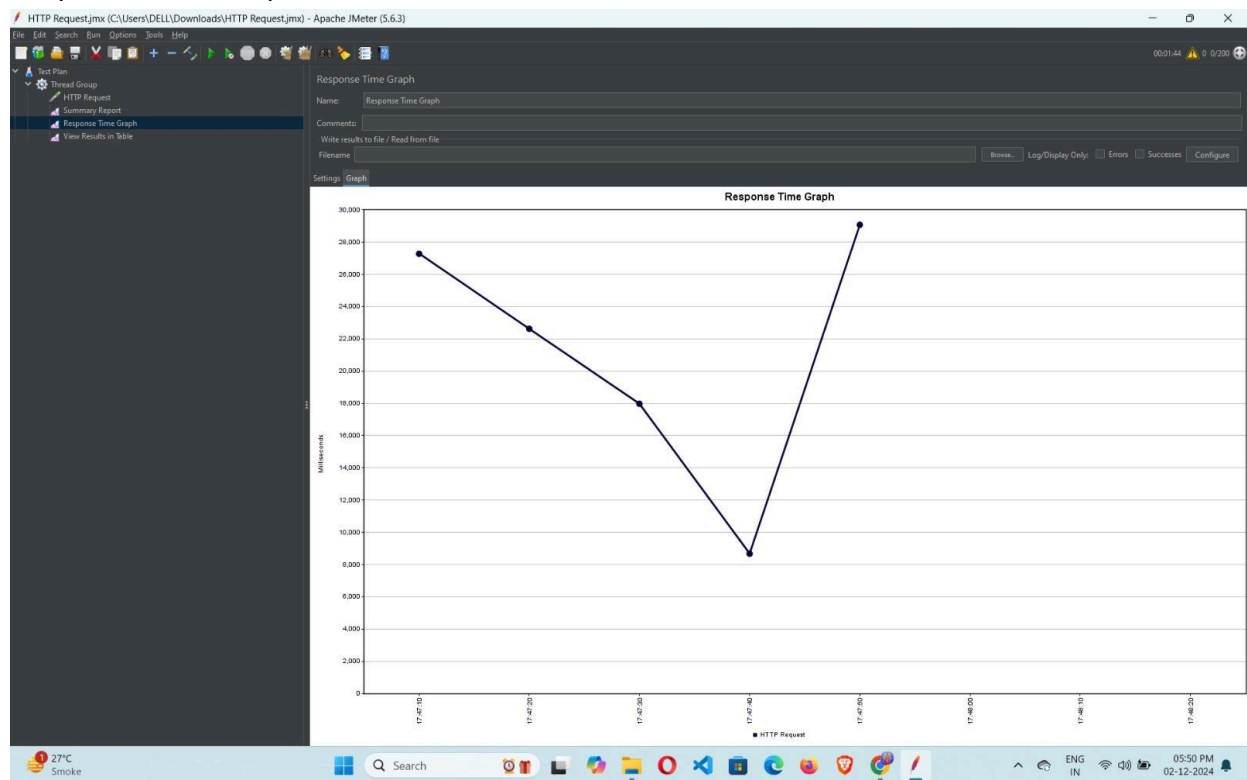 HTTP Request.jmx (C:\Users\DELL\Downloads\HTTP Request.jmx) - Apache JMeter (5.6.3)
File Edit Search Run Options Tools Help
00:01:44 0 0/200
Test Plan
Thread Group
HTTP Request
Summary Report
Response Time Graph
View Results in Table
Response Time Graph
Name: Response Time Graph
Comments:
Write results to file / Read from file
Filename Browse... Log/Display Only: Errors Successes Configure
Settings Graph
Response Time Graph
30,000
28,000
26,000
24,000
22,000
20,000
18,000
16,000
14,000
12,000
10,000
8,000
6,000
4,000
2,000
0
Milliseconds
17:47:10 17:47:20 17:47:30 17:47:40 17:47:50 17:48:00 17:48:10 17:48:20
HTTP Request
1
27°C
Smoke
Search
ENG
IN
05:50 PM
02-12-2024